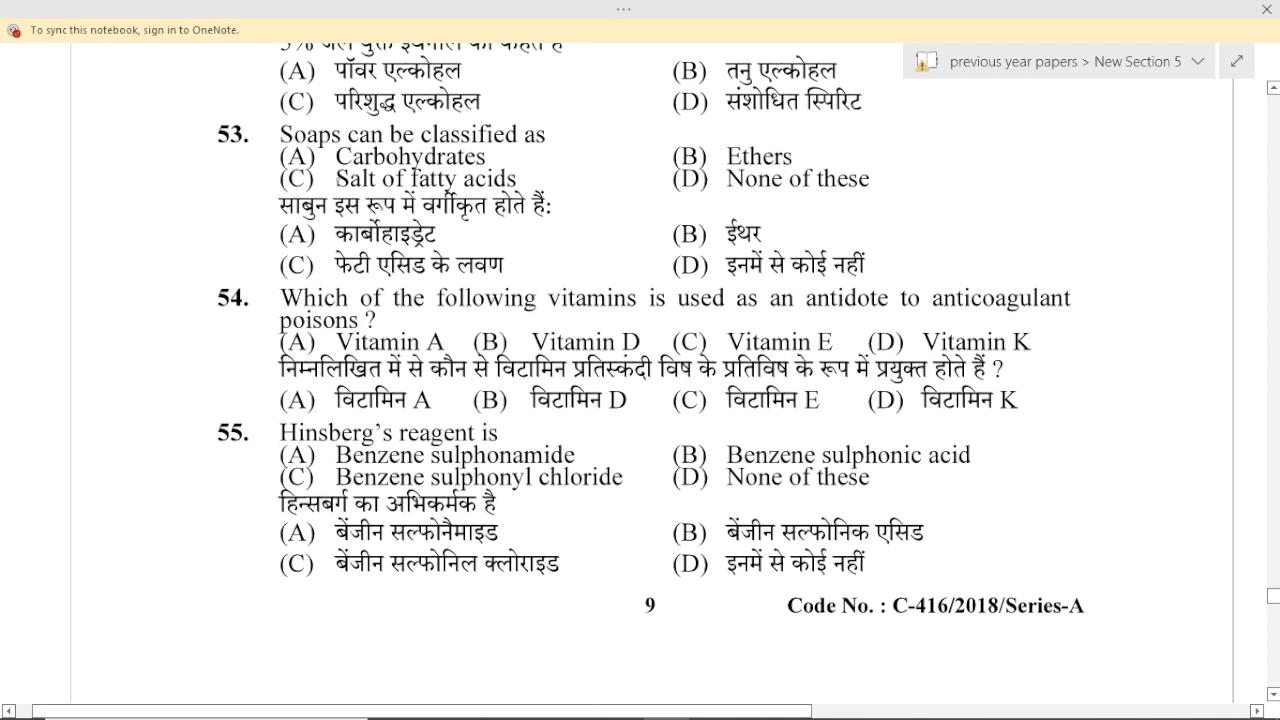 To sync this notebook, sign in to OneNote.
previous year papers > New Section 5
(A) पॉवर एल्कोहल (B) तनु एल्कोहल
(C) परिशुद्ध एल्कोहल (D) संशोधित स्पिरिट
53. Soaps can be classified as
(A) Carbohydrates (B) Ethers
(C) Salt of fatty acids (D) None of these
साबुन इस रूप में वर्गीकृत होते हैं:
(A) कार्बोहाइड्रेट (B) ईथर
(C) फेटी एसिड के लवण (D) इनमें से कोई नहीं
54. Which of the following vitamins is used as an antidote to anticoagulant
poisons ?
(A) Vitamin A (B) Vitamin D (C) Vitamin E (D) Vitamin K
निम्नलिखित में से कौन से विटामिन प्रतिस्कंदी विष के प्रतिविष के रूप में प्रयुक्त होते हैं ?
(A) विटामिन A (B) विटामिन D (C) विटामिन E (D) विटामिन K
55. Hinsberg's reagent is
(A) Benzene sulphonamide (B) Benzene sulphonic acid
(C) Benzene sulphonyl chloride (D) None of these
हिन्सबर्ग का अभिकर्मक है
(A) बेंजीन सल्फोनैमाइड (B) बेंजीन सल्फोनिक एसिड
(C) बेंजीन सल्फोनिल क्लोराइड (D) इनमें से कोई नहीं
9 Code No. : C-416/2018/Series-A